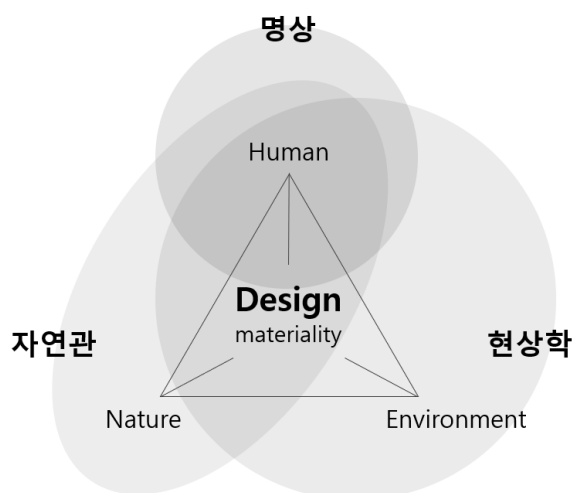 명상
Human
Design
materiality
자연관
현상학
Nature
Environment